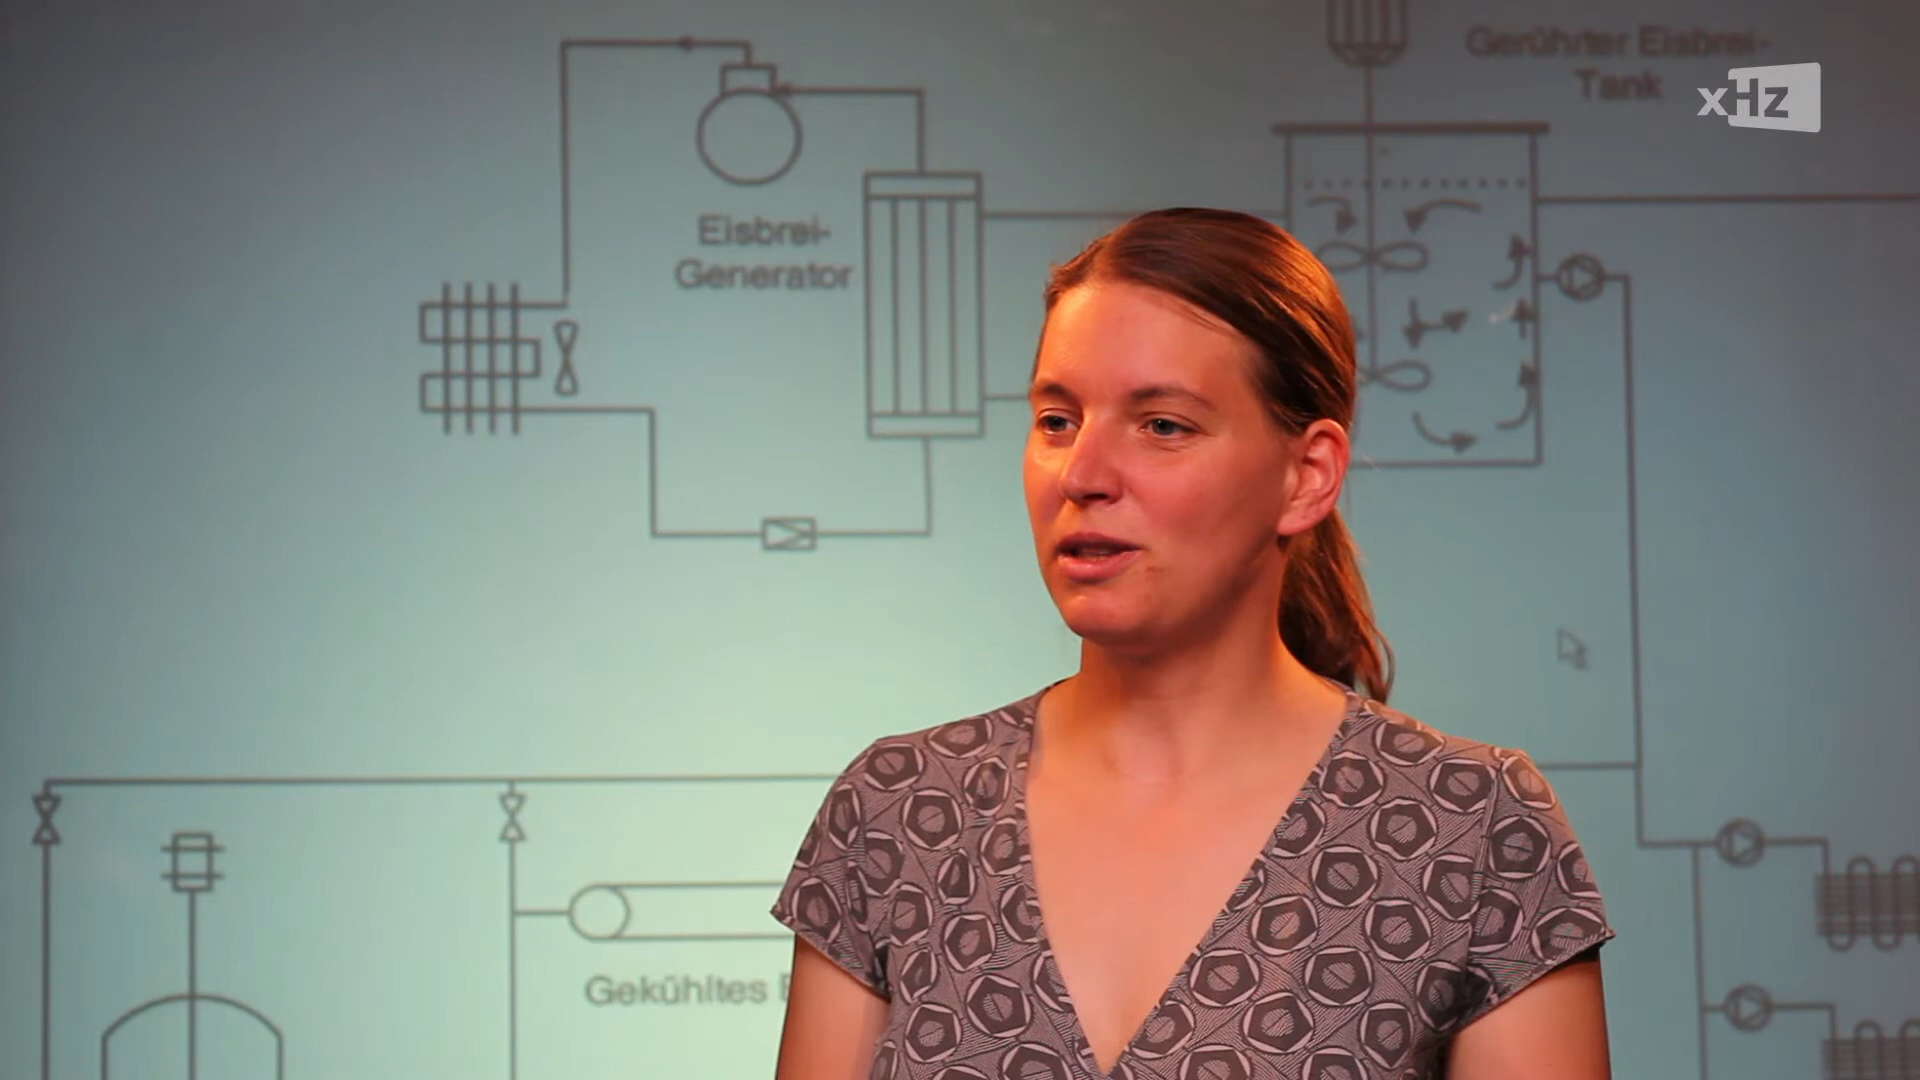 Gerührter Eisbrei-
Tank
xHz
Eisbrei-
Generator
Gekühltes